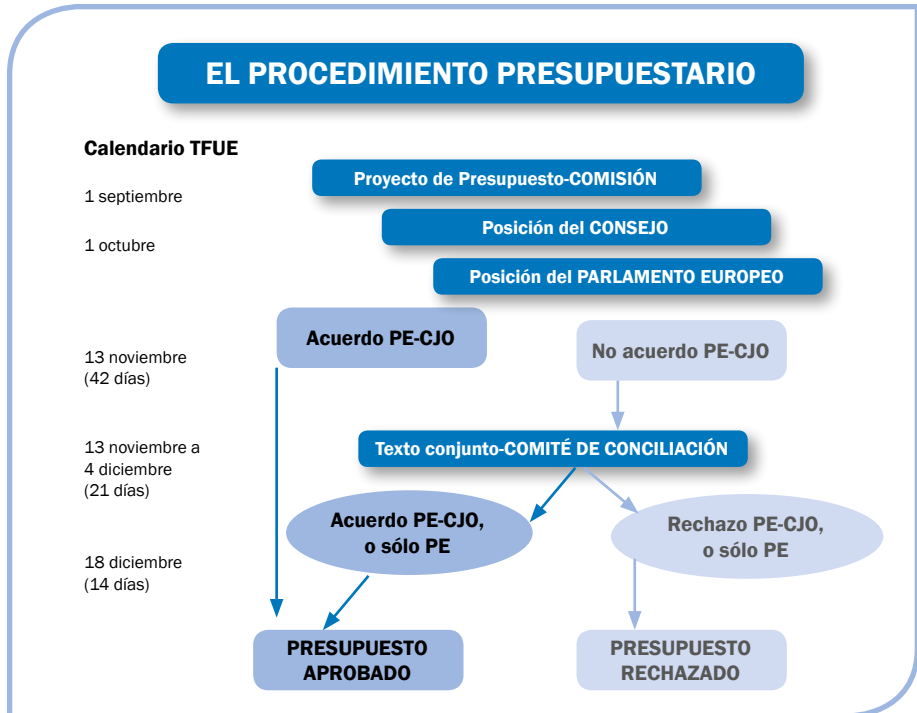 EL PROCEDIMIENTO PRESUPUESTARIO
Calendario TFUE
1 septiembre
Proyecto de Presupuesto-COMISIÓN
1 octubre
Posición del CONSEJO
Posición del PARLAMENTO EUROPEO
13 noviembre
(42 días)
Acuerdo PE-CJO
No acuerdo PE-CJO
13 noviembre a
4 diciembre
(21 días)
Texto conjunto-COMITÉ DE CONCILIACIÓN
18 diciembre
(14 días)
Acuerdo PE-CJO,
o sólo PE
Rechazo PE-CJO,
o sólo PE
PRESUPUESTO
APROBADO
PRESUPUESTO
RECHAZADO